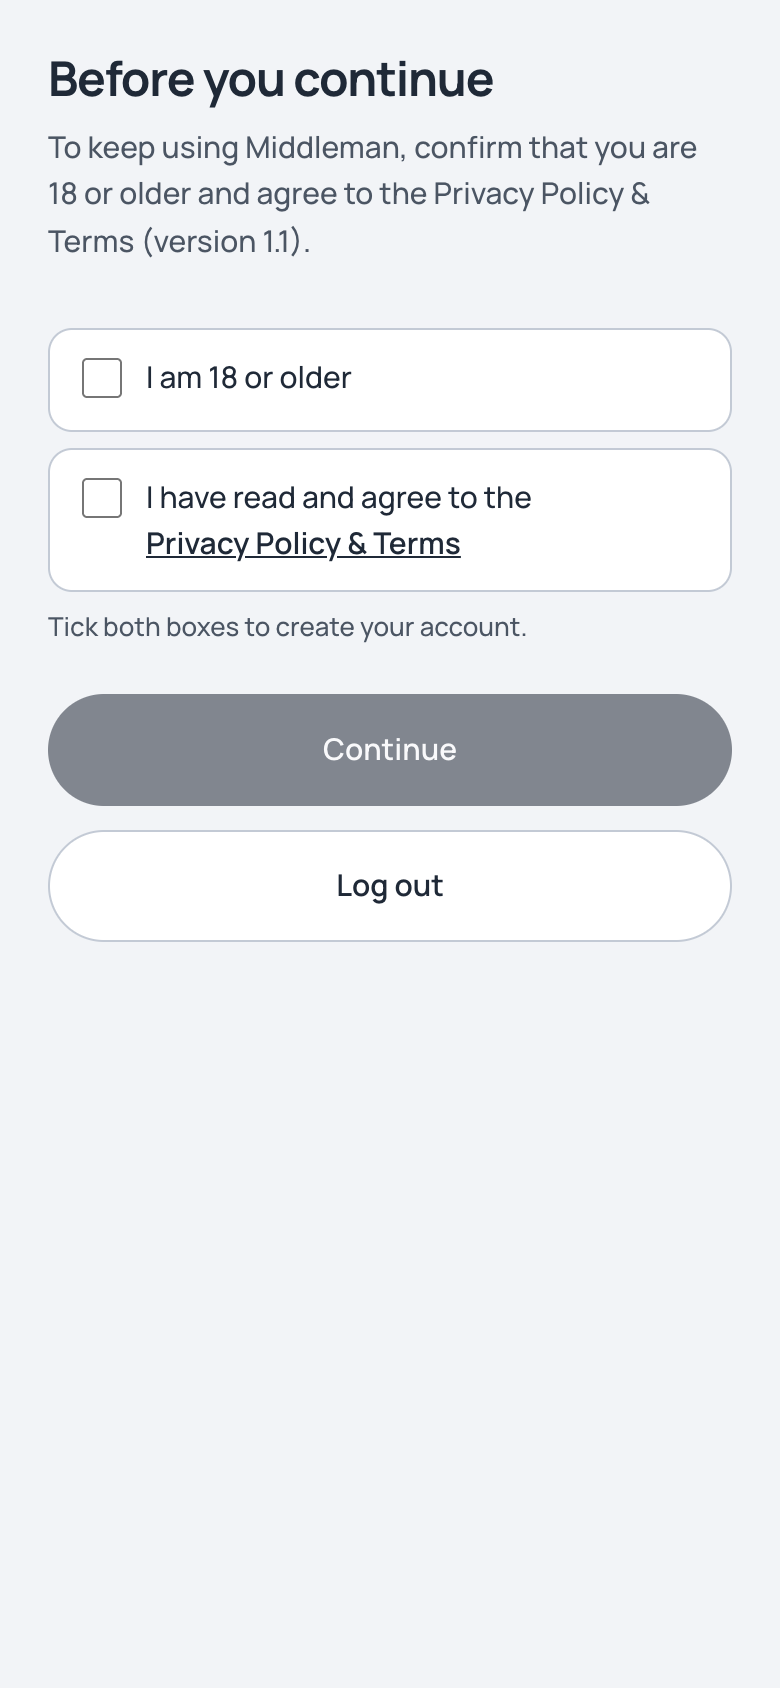 Before you continue
To keep using Middleman, confirm that you are
18 or older and agree to the Privacy Policy &
Terms (version 1.1).
I am 18 or older
I have read and agree to the
Privacy Policy & Terms
Tick both boxes to create your account.
Continue
Log out